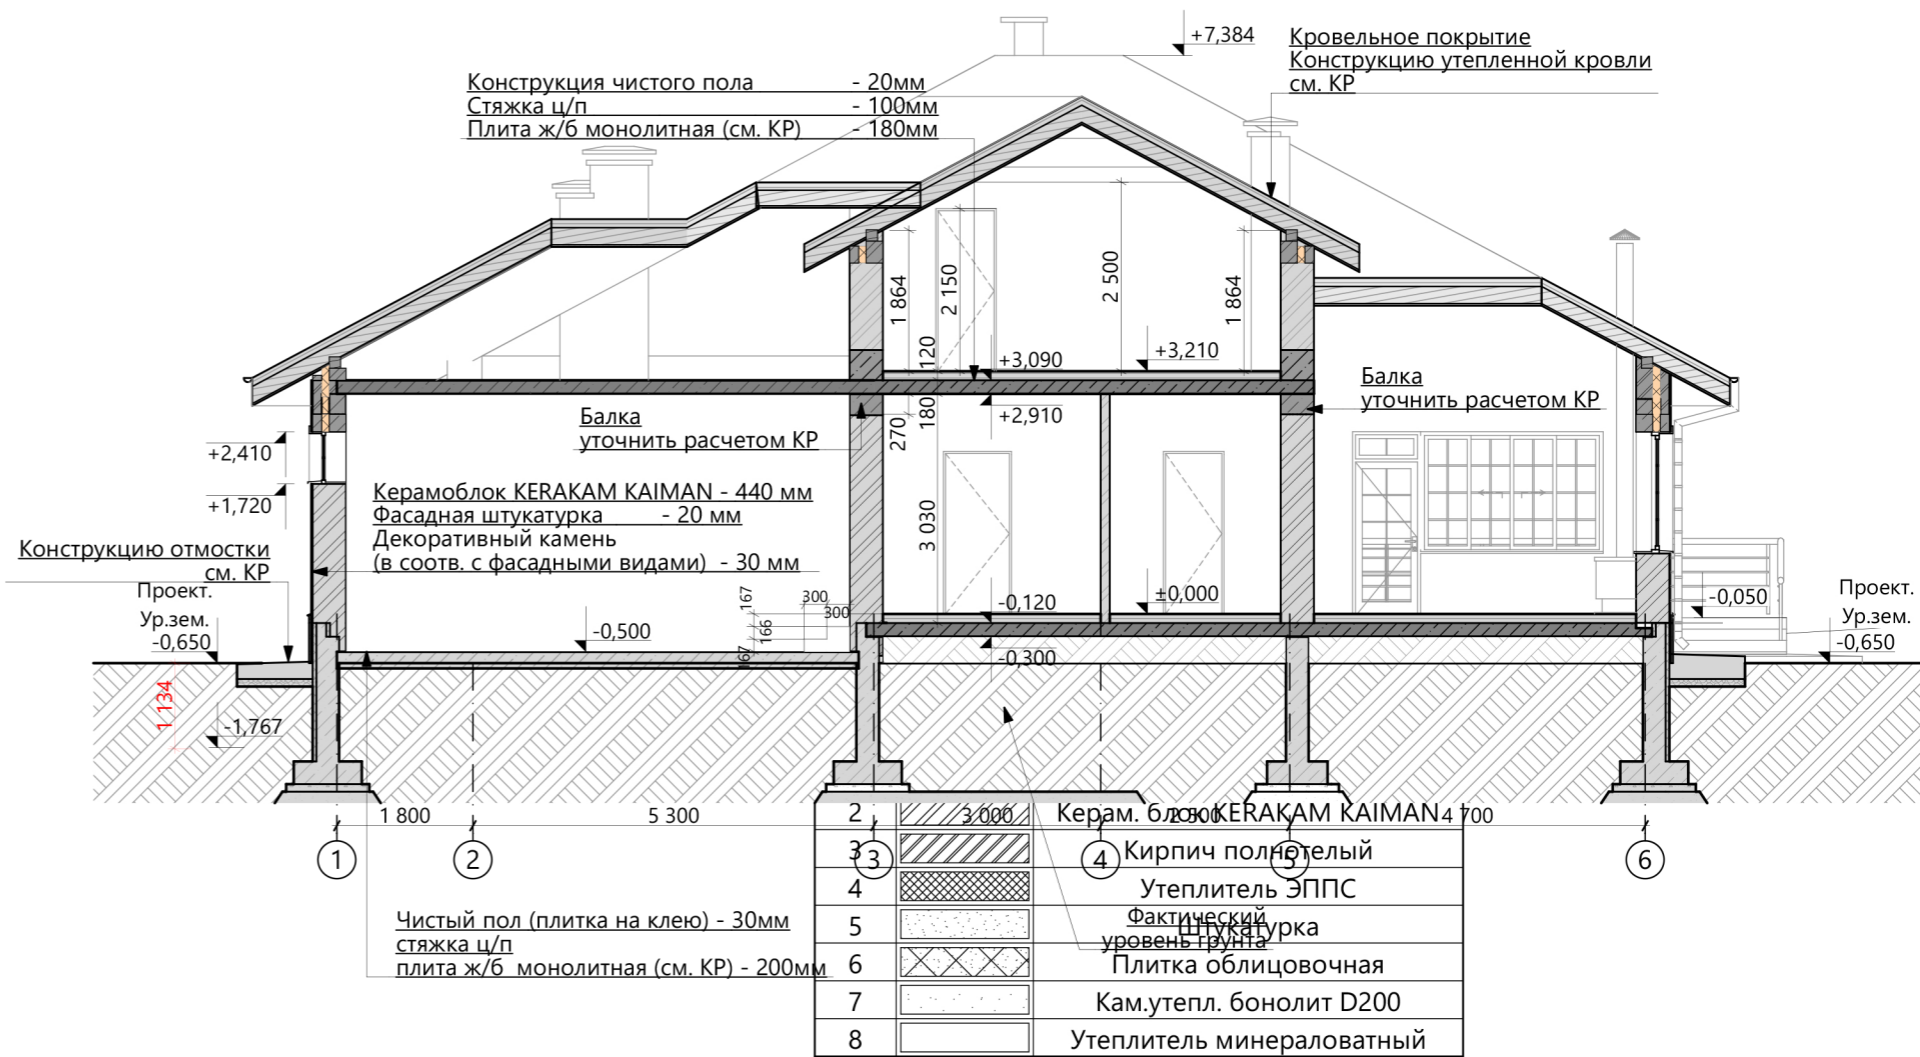 +7,384
Кровельное покрытие
Конструкцию утепленной кровли
см. КР
Конструкция чистого пола - 20мм
Стяжка ц/п - 100мм
Плита ж/б монолитная (см. КР) - 180мм
1 864
2 150
2 500
1 864
120
+3,090
+3,210
180
+2,910
270
Балка
уточнить расчетом КР
Балка
уточнить расчетом КР
+2,410
+1,720
Керамоблок KERAKAM KAIMAN - 440 мм
Фасадная штукатурка - 20 мм
Декоративный камень
(в соотв. с фасадными видами) - 30 мм
3 030
Конструкцию отмостки
см. КР
Проект.
Ур.зем.
-0,650
167
300
300
166
167
-0,500
-0,120
±0,000
-0,300
-0,050
Проект.
Ур.зем.
-0,650
1 134
-1,767
1 800
5 300
3 000
2 500
4 700
1
2
3
4
5
6
2 Керам. блок KERAKAM KAIMAN
3 Кирпич полнотелый
4 Утеплитель ЭППС
5 Штукатурка
6 Плитка облицовочная
7 Кам.утепл. бонолит D200
8 Утеплитель минераловатный
Фактический
уровень грунта
Чистый пол (плитка на клею) - 30мм
стяжка ц/п
плита ж/б монолитная (см. КР) - 200мм